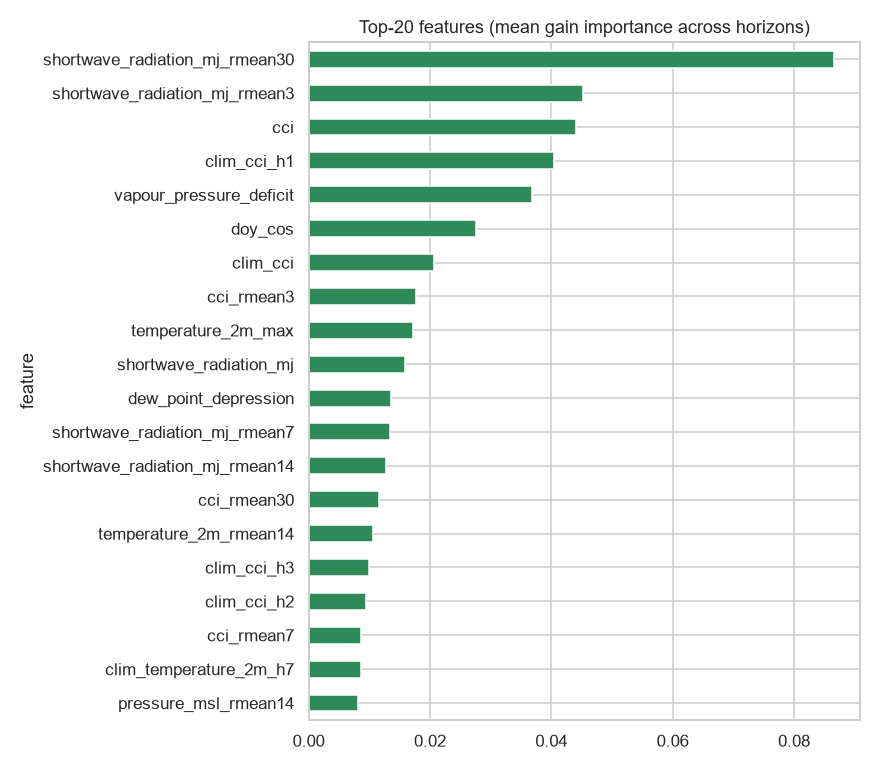 Top-20 features (mean gain importance across horizons)
shortwave_radiation_mj_rmean30
shortwave_radiation_mj_rmean3
cci
clim_cci_h1
vapour_pressure_deficit
doy_cos
clim_cci
cci_rmean3
temperature_2m_max
shortwave_radiation_mj
dew_point_depression
shortwave_radiation_mj_rmean7
shortwave_radiation_mj_rmean14
cci_rmean30
temperature_2m_rmean14
clim_cci_h3
clim_cci_h2
cci_rmean7
clim_temperature_2m_h7
pressure_msl_rmean14
feature
0.00 0.02 0.04 0.06 0.08